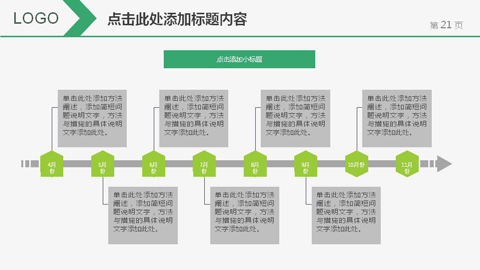 LOGO
点击此处添加标题内容
第 21 页
点击添加小标题
单击此处添加方法
阐述，添加简短问
题说明文字，方法
与措施的具体说明
文字添加此处。
单击此处添加方法
阐述，添加简短问
题说明文字，方法
与措施的具体说明
文字添加此处。
单击此处添加方法
阐述，添加简短问
题说明文字，方法
与措施的具体说明
文字添加此处。
单击此处添加方法
阐述，添加简短问
题说明文字，方法
与措施的具体说明
文字添加此处。
4月
份
5月
份
6月
份
7月
份
8月
份
9月
份
10月份
11月
份
单击此处添加方法
阐述，添加简短问
题说明文字，方法
与措施的具体说明
文字添加此处。
单击此处添加方法
阐述，添加简短问
题说明文字，方法
与措施的具体说明
文字添加此处。
单击此处添加方法
阐述，添加简短问
题说明文字，方法
与措施的具体说明
文字添加此处。